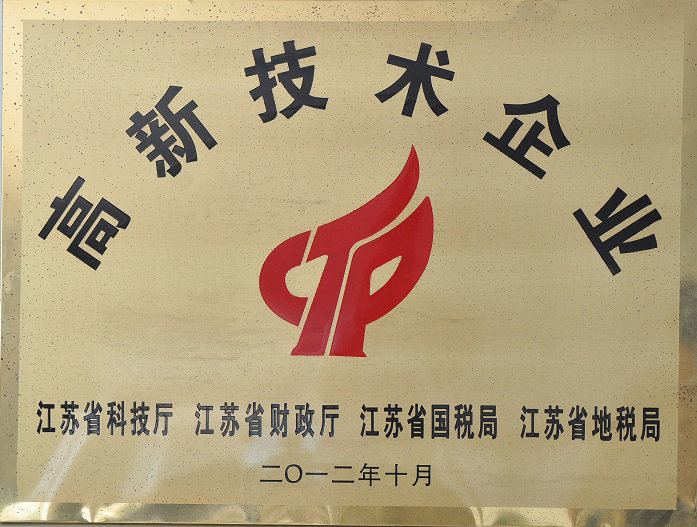 高新技术企业
CTP
江苏省科技厅 江苏省财政厅 江苏省国税局 江苏省地税局
二〇一二年十月